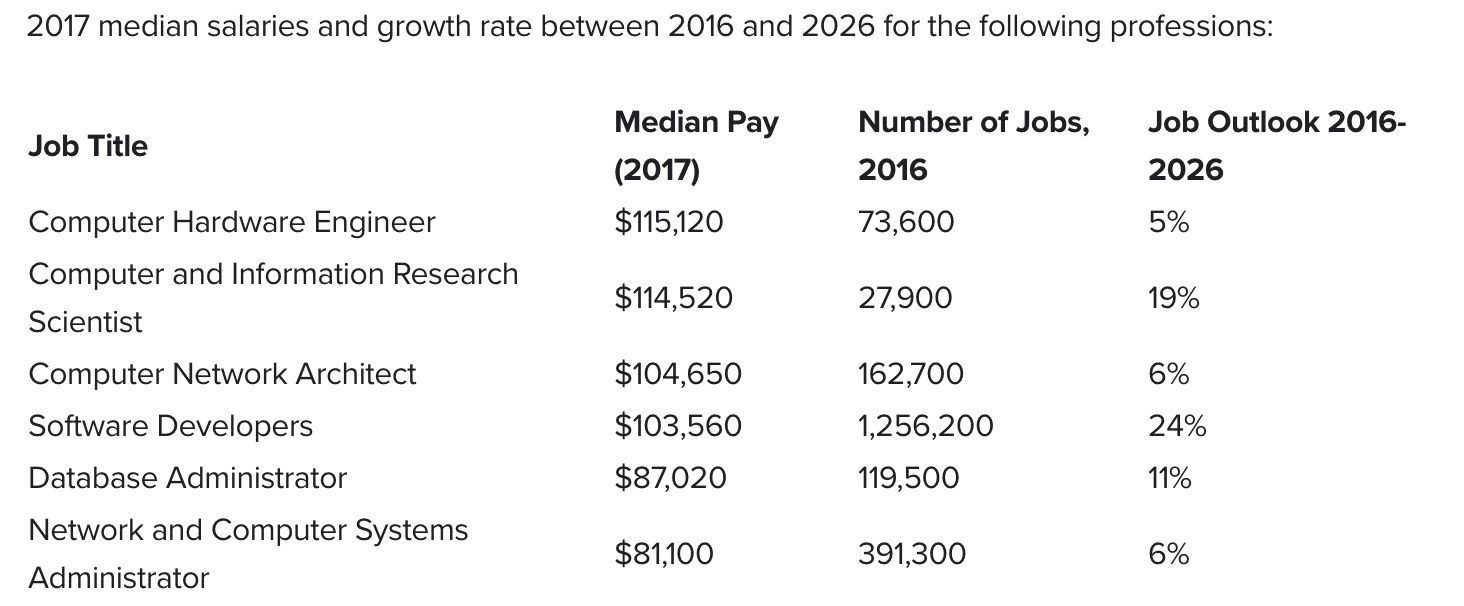 2017 median salaries and growth rate between 2016 and 2026 for the following professions:
Job Title
Median Pay
(2017)
Number of Jobs,
2016
Job Outlook 2016-
2026
Computer Hardware Engineer
$115,120
73,600
5%
Computer and Information Research
Scientist
$114,520
27,900
19%
Computer Network Architect
$104,650
162,700
6%
Software Developers
$103,560
1,256,200
24%
Database Administrator
$87,020
119,500
11%
Network and Computer Systems
Administrator
$81,100
391,300
6%